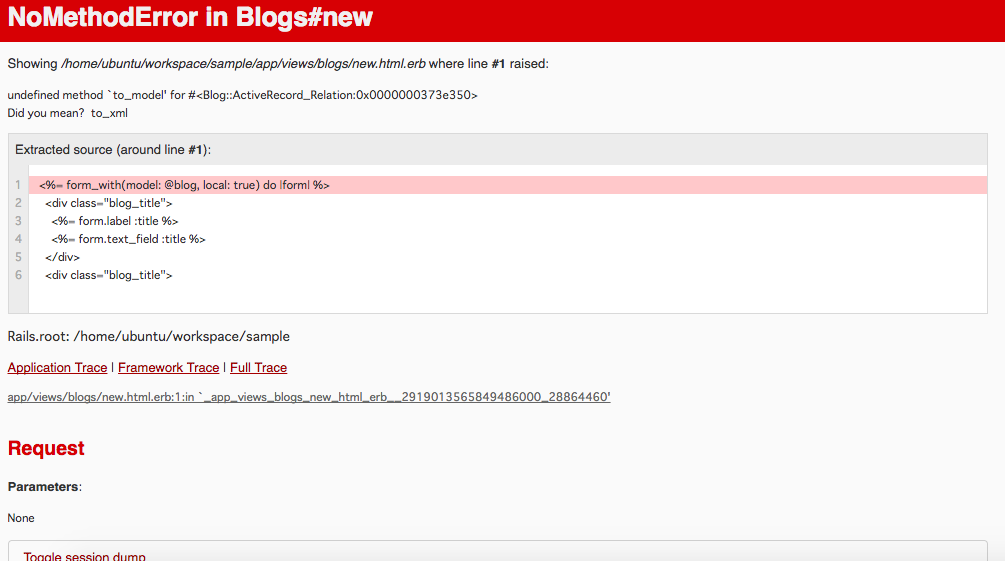 NoMethodError in Blogs#new
Showing /home/ubuntu/workspace/sample/app/views/blogs/new.html.erb where line #1 raised:
undefined method `to_model' for #<Blog::ActiveRecord_Relation:0x0000000373e350>
Did you mean?  to_xml
Extracted source (around line #1):
1 <%= form_with(model: @blog, local: true) do |form| %>
2 <div class="blog_title">
3 <%= form.label :title %>
4 <%= form.text_field :title %>
5 </div>
6 <div class="blog_title">
Rails.root: /home/ubuntu/workspace/sample
Application Trace | Framework Trace | Full Trace
app/views/blogs/new.html.erb:1:in `_app_views_blogs_new_html_erb__2919013565849486000_28864460'
Request
Parameters:
None
Toggle session dump